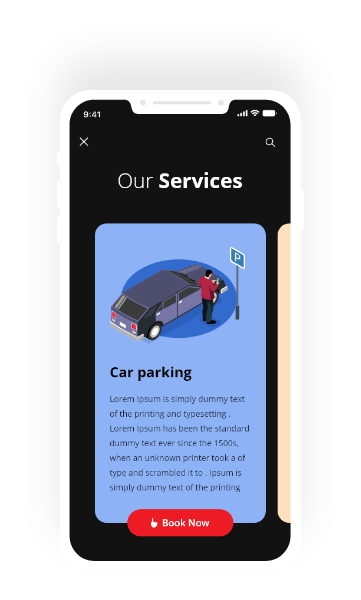 9:41
Our Services
P
Car parking
Lorem Ipsum is simply dummy text
of the printing and typesetting .
Lorem Ipsum has been the standard
dummy text ever since the 1500s,
when an unknown printer took a of
type and scrambled it to . Ipsum is
simply dummy text of the printing
Book Now